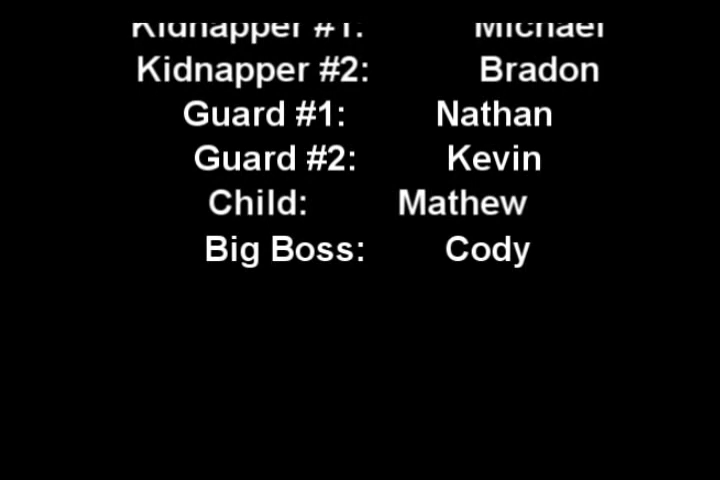 Kidnapper #1: Michael
Kidnapper #2: Bradon
Guard #1: Nathan
Guard #2: Kevin
Child: Mathew
Big Boss: Cody